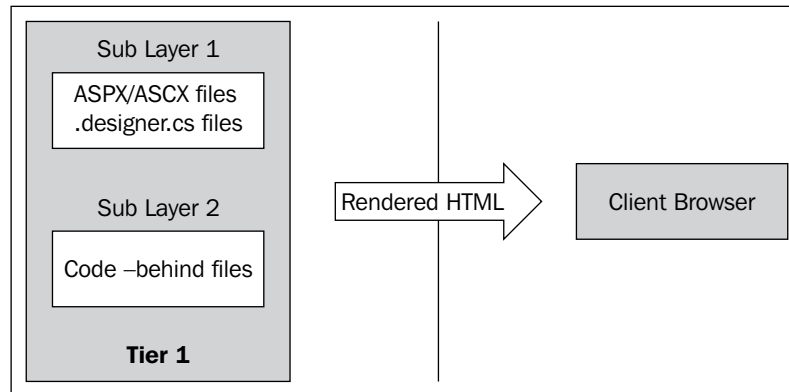 Sub Layer 1
ASPX/ASCX files
.designer.cs files
Sub Layer 2
Code –behind files
Tier 1
Rendered HTML
Client Browser